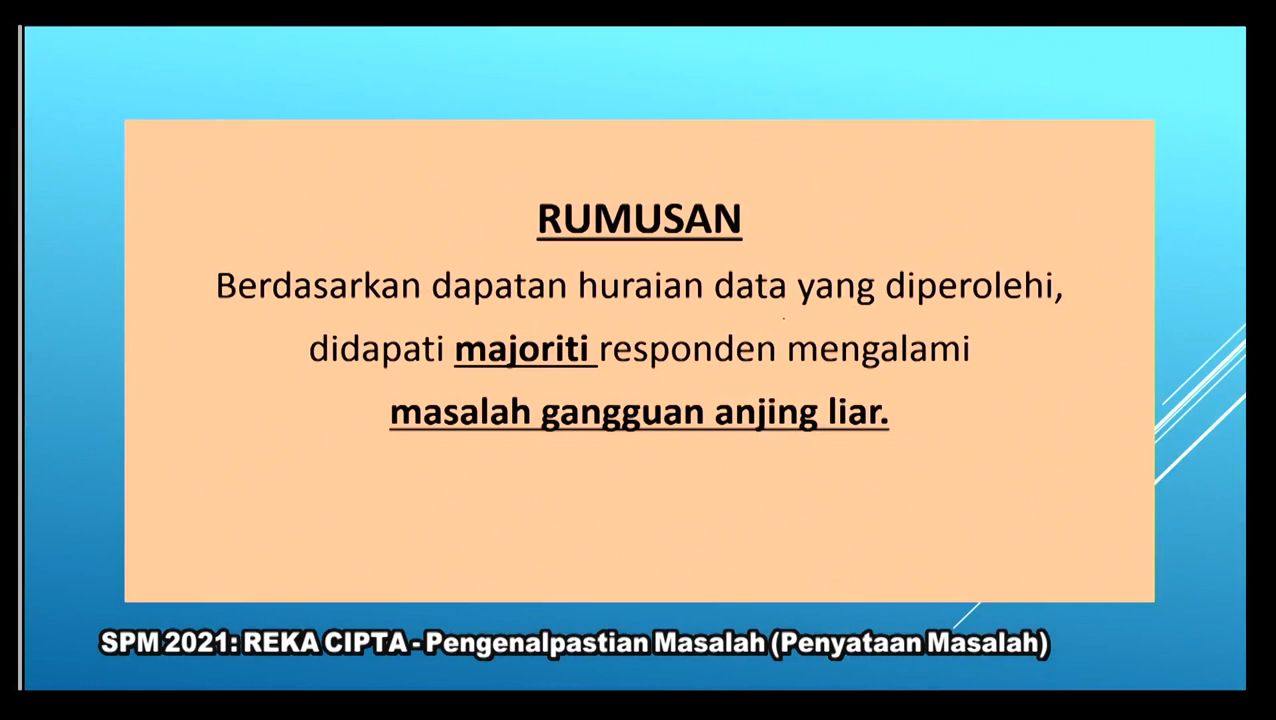 RUMUSAN
Berdasarkan dapatan huraian data yang diperolehi,
didapati majoriti responden mengalami
masalah gangguan anjing liar.
SPM 2021: REKA CIPTA - Pengenalpastian Masalah (Penyataan Masalah)